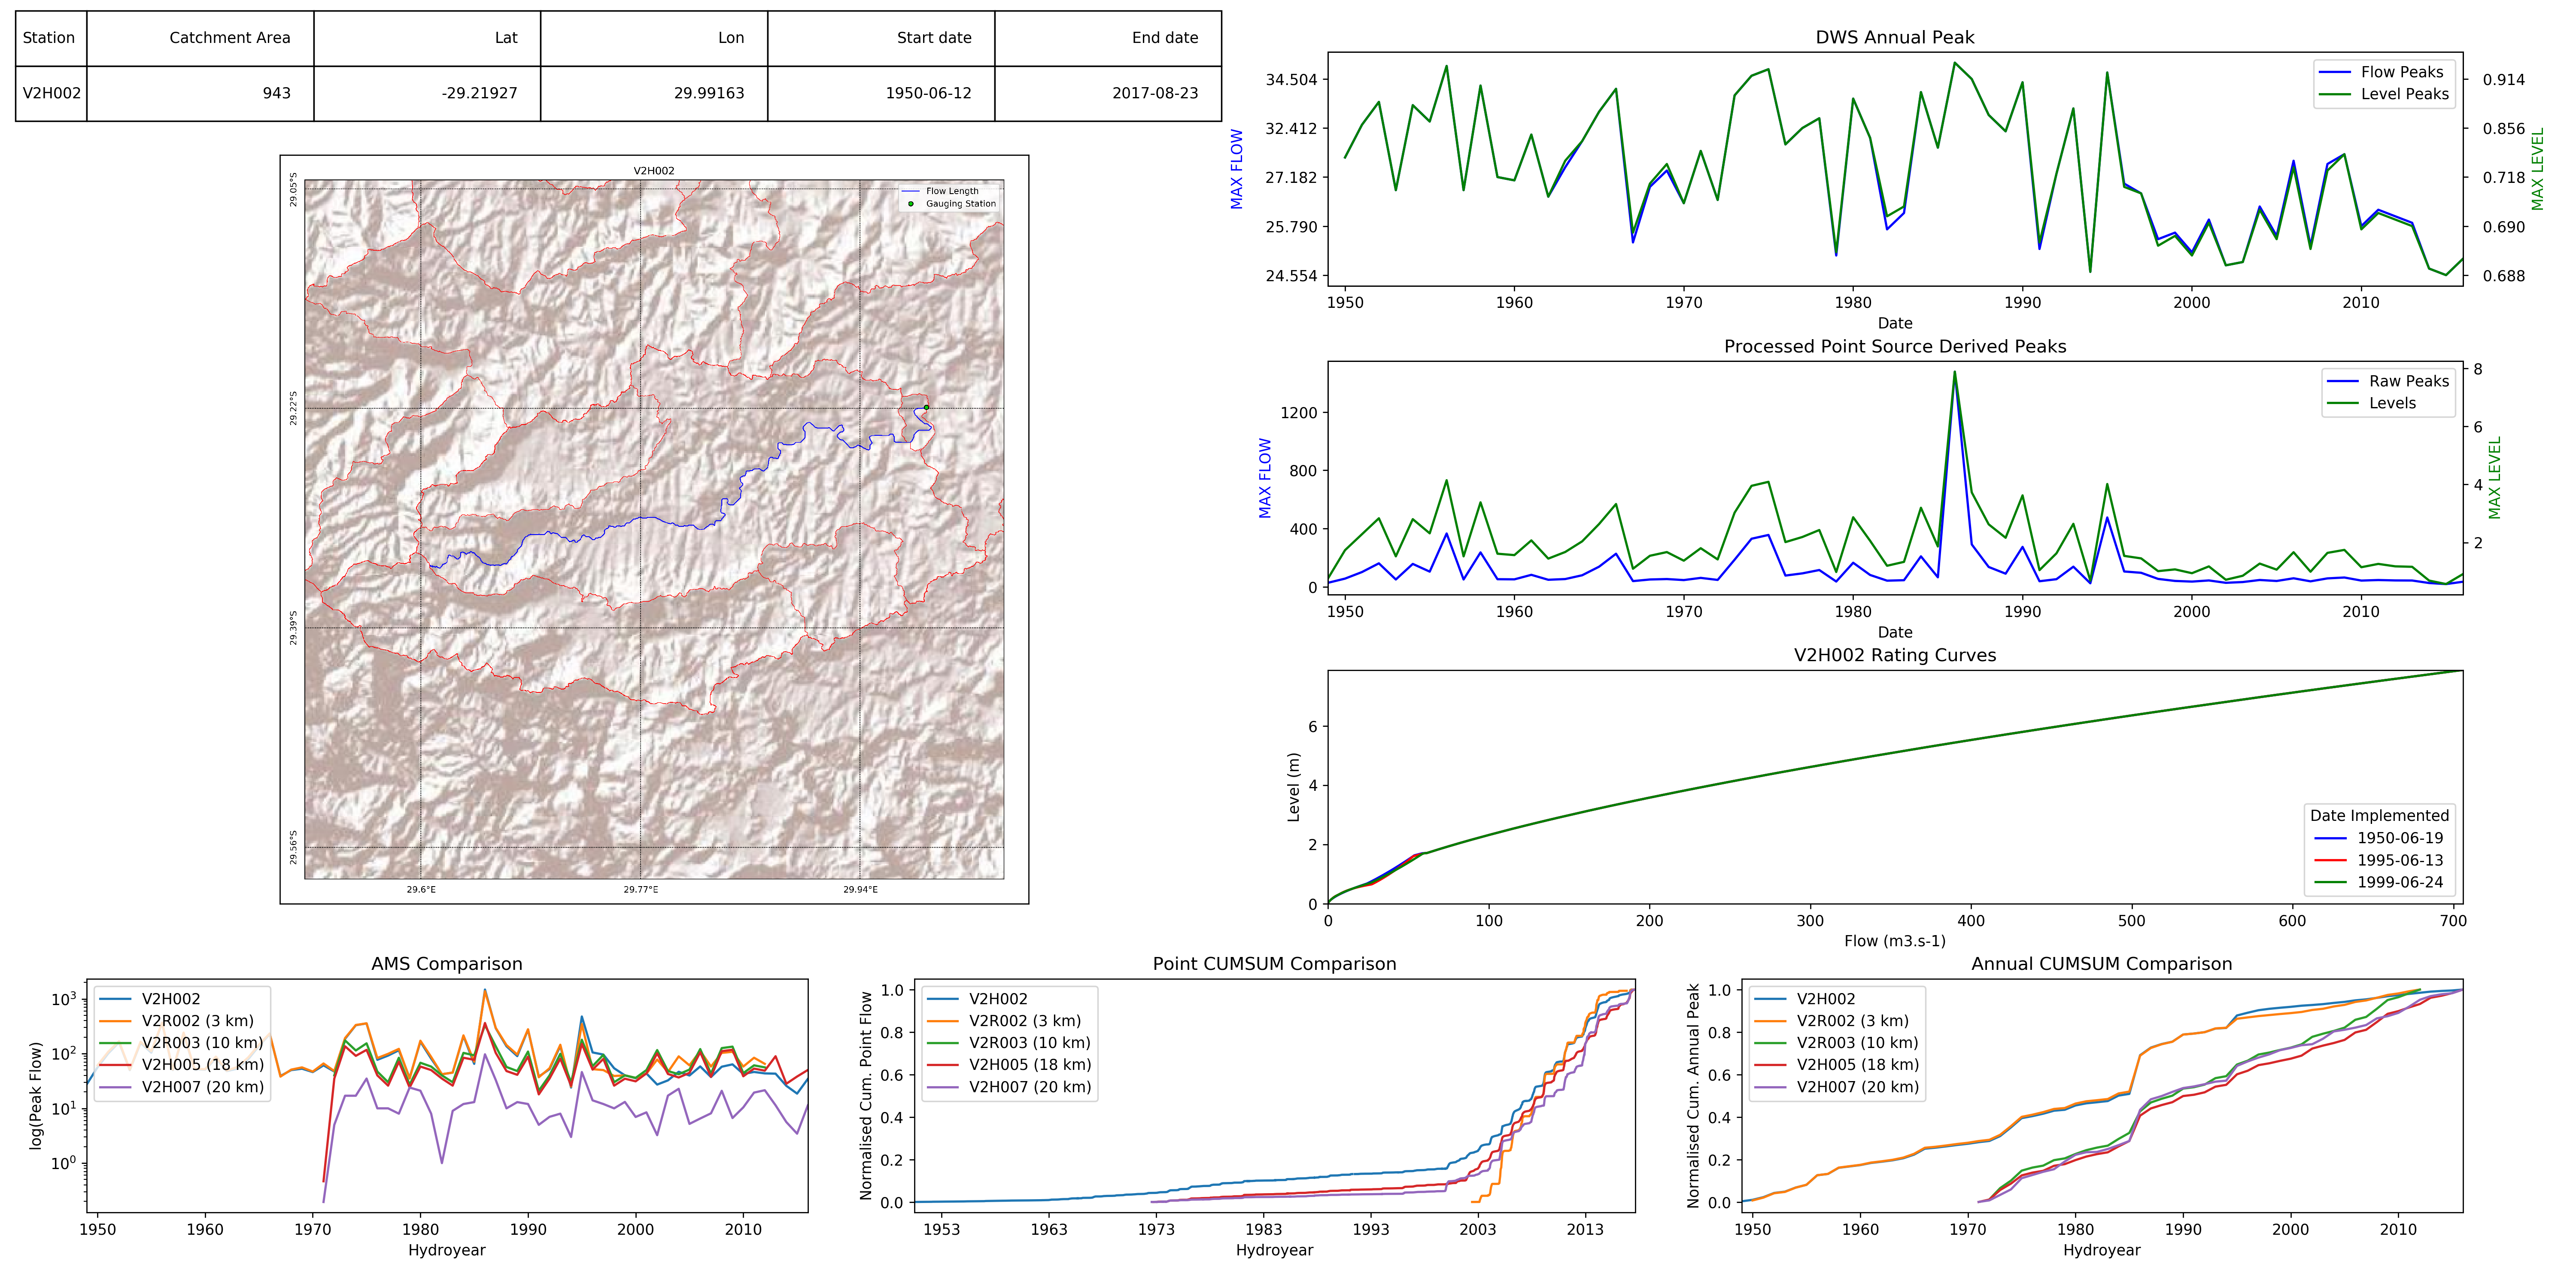 Station Catchment Area Lat Lon Start date End date
V2H002 943 -29.21927 29.99163 1950-06-12 2017-08-23
V2H002
Flow Length
Gauging Station
29.05°S
29.22°S
29.39°S
29.56°S
29.6°E 29.77°E 29.94°E
DWS Annual Peak
Flow Peaks
Level Peaks
34.504
32.412
27.182
25.790
24.554
MAX FLOW
0.914
0.856
0.718
0.690
0.688
MAX LEVEL
1950 1960 1970 1980 1990 2000 2010
Date
Processed Point Source Derived Peaks
Raw Peaks
Levels
1200
800
400
0
MAX FLOW
8
6
4
2
MAX LEVEL
1950 1960 1970 1980 1990 2000 2010
Date
V2H002 Rating Curves
6
4
2
0
Level (m)
Date Implemented
1950-06-19
1995-06-13
1999-06-24
0 100 200 300 400 500 600 700
Flow (m3.s-1)
AMS Comparison
V2H002
V2R002 (3 km)
V2R003 (10 km)
V2H005 (18 km)
V2H007 (20 km)
10³
10²
10¹
10⁰
log(Peak Flow)
1950 1960 1970 1980 1990 2000 2010
Hydroyear
Point CUMSUM Comparison
V2H002
V2R002 (3 km)
V2R003 (10 km)
V2H005 (18 km)
V2H007 (20 km)
1.0
0.8
0.6
0.4
0.2
0.0
Normalised Cum. Point Flow
1953 1963 1973 1983 1993 2003 2013
Hydroyear
Annual CUMSUM Comparison
V2H002
V2R002 (3 km)
V2R003 (10 km)
V2H005 (18 km)
V2H007 (20 km)
1.0
0.8
0.6
0.4
0.2
0.0
Normalised Cum. Annual Peak
1950 1960 1970 1980 1990 2000 2010
Hydroyear